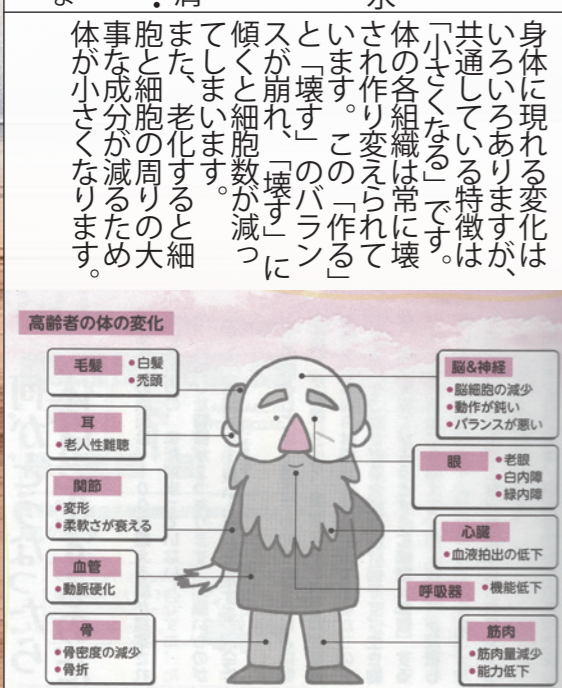 身体に現れる変化は
いろいろありますが、
共通している特徴は
「小さくなる」です。
体の各組織は常に壊
され作り変えられて
います。この「作る」
と「壊す」のバラン
スが崩れ、「壊す」に
傾くと細胞数が減っ
てしまいます。
また、老化すると細
胞と細胞の周りの大
事な成分が減るため
体が小さくなります。
高齢者の体の変化
毛髪
•白髪
•禿頭
耳
•老人性難聴
関節
•変形
•柔軟さが衰える
血管
•動脈硬化
骨
•骨密度の減少
•骨折
脳&神経
•脳細胞の減少
•動作が鈍い
•バランスが悪い
眼
•老眼
•白内障
•緑内障
心臓
•血液拍出の低下
呼吸器
•機能低下
筋肉
•筋肉量減少
•能力低下